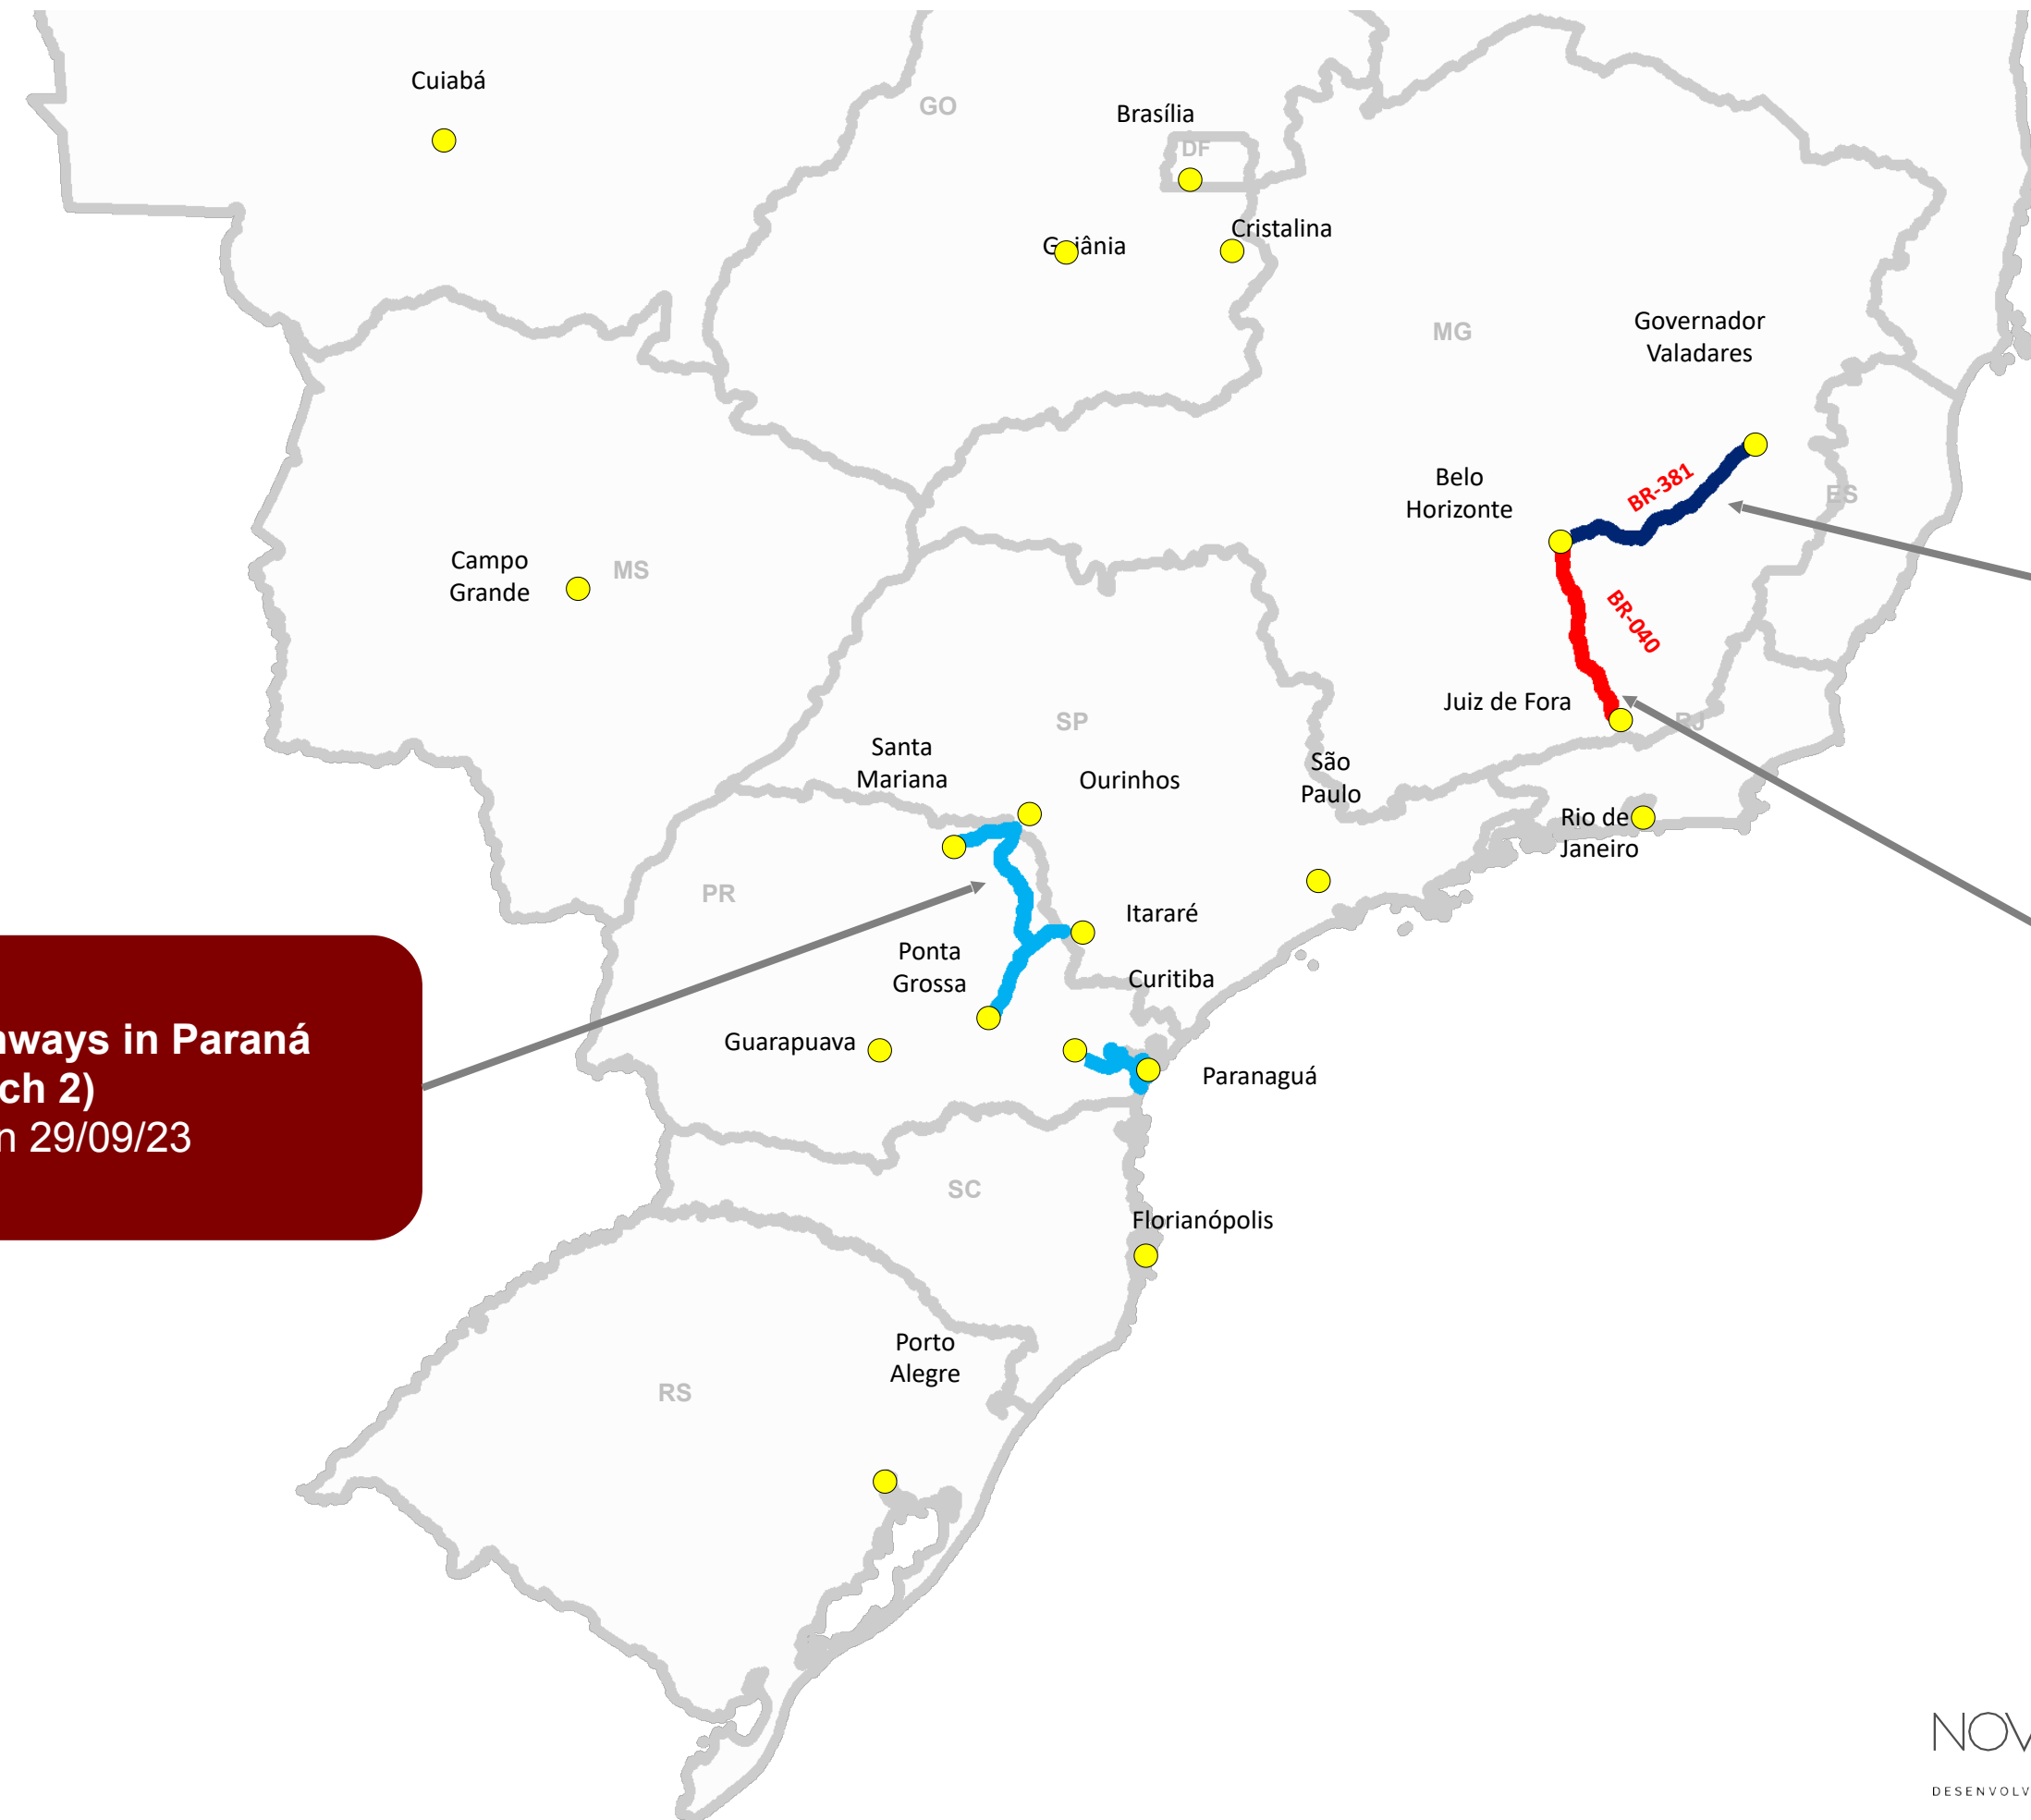 Cuiabá
GO
Brasília
DF
Cristalina
Goiânia
MG
Governador
Valadares
Belo
Horizonte
BR-381
ES
Campo
Grande
MS
BR-040
Juiz de Fora
RJ
SP
Santa
Mariana
Ourinhos
São
Paulo
Rio de
Janeiro
PR
Itararé
Ponta
Grossa
Curitiba
Guarapuava
Paranaguá
ways in Paraná
ch 2)
n 29/09/23
SC
Florianópolis
Porto
Alegre
RS
NOV
DESENVOLV